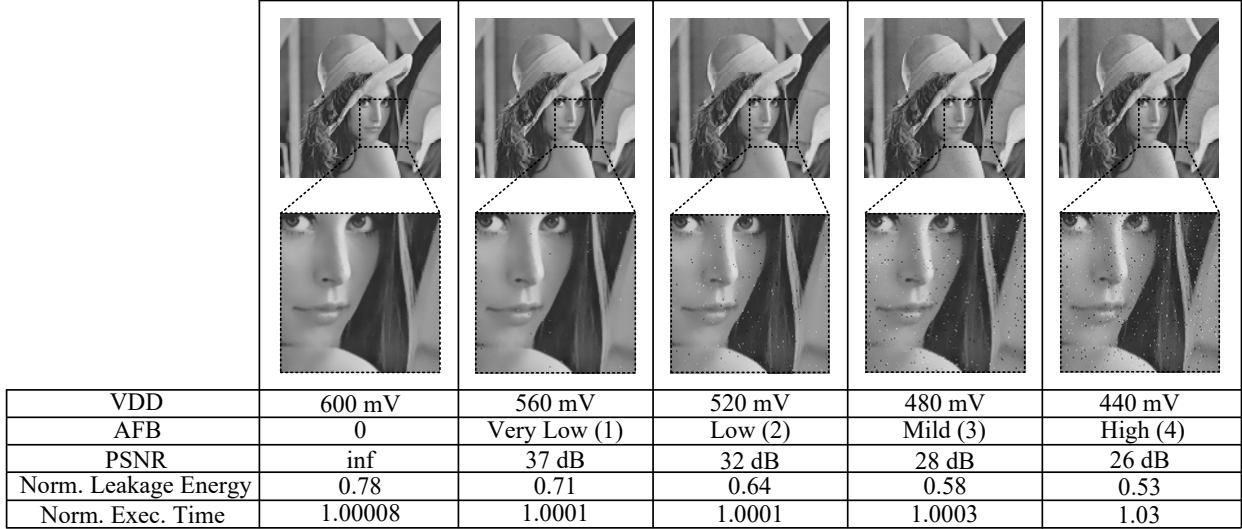 VDD 600 mV 560 mV 520 mV 480 mV 440 mV
AFB 0 Very Low (1) Low (2) Mild (3) High (4)
PSNR inf 37 dB 32 dB 28 dB 26 dB
Norm. Leakage Energy 0.78 0.71 0.64 0.58 0.53
Norm. Exec. Time 1.00008 1.0001 1.0001 1.0003 1.03